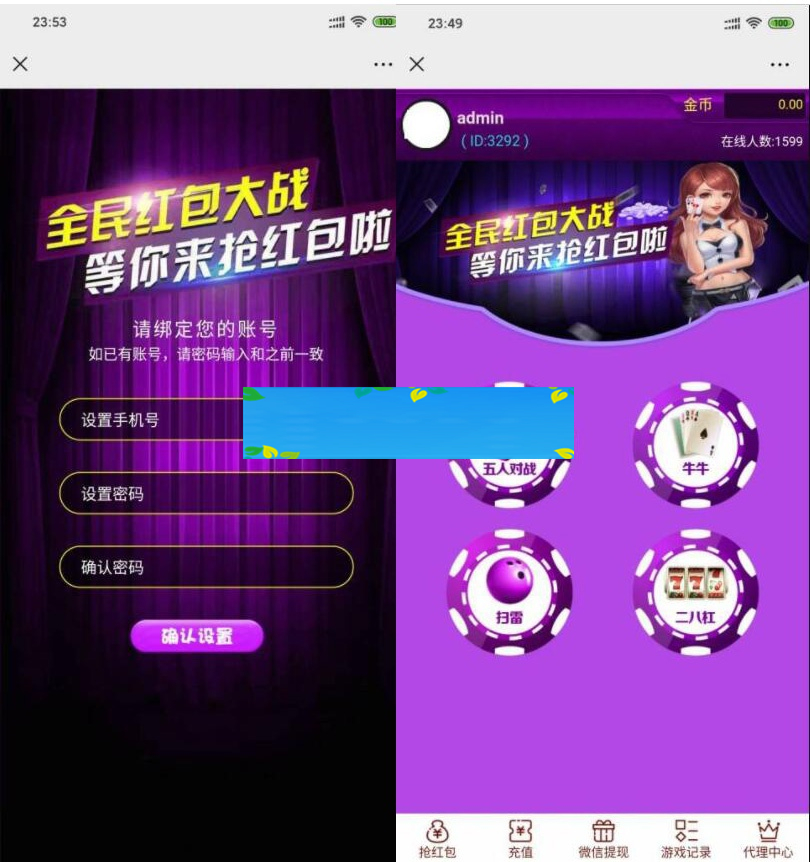 23:53
100
全民红包大战
等你来抢红包啦
请绑定您的账号
如已有账号，请密码输入和之前一致
设置手机号
设置密码
确认密码
确认设置
23:49
100
admin
( ID:3292 )
金币
0.00
在线人数:1599
全民红包大战
等你来抢红包啦
五人对战
牛牛
扫雷
777
二八杠
抢红包
充值
微信提现
游戏记录
代理中心